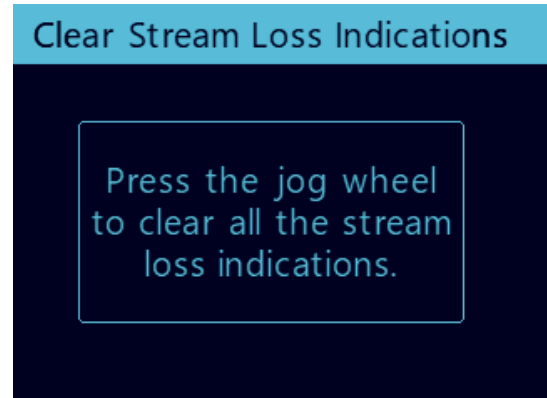 Clear Stream Loss Indications
Press the jog wheel
to clear all the stream
loss indications.